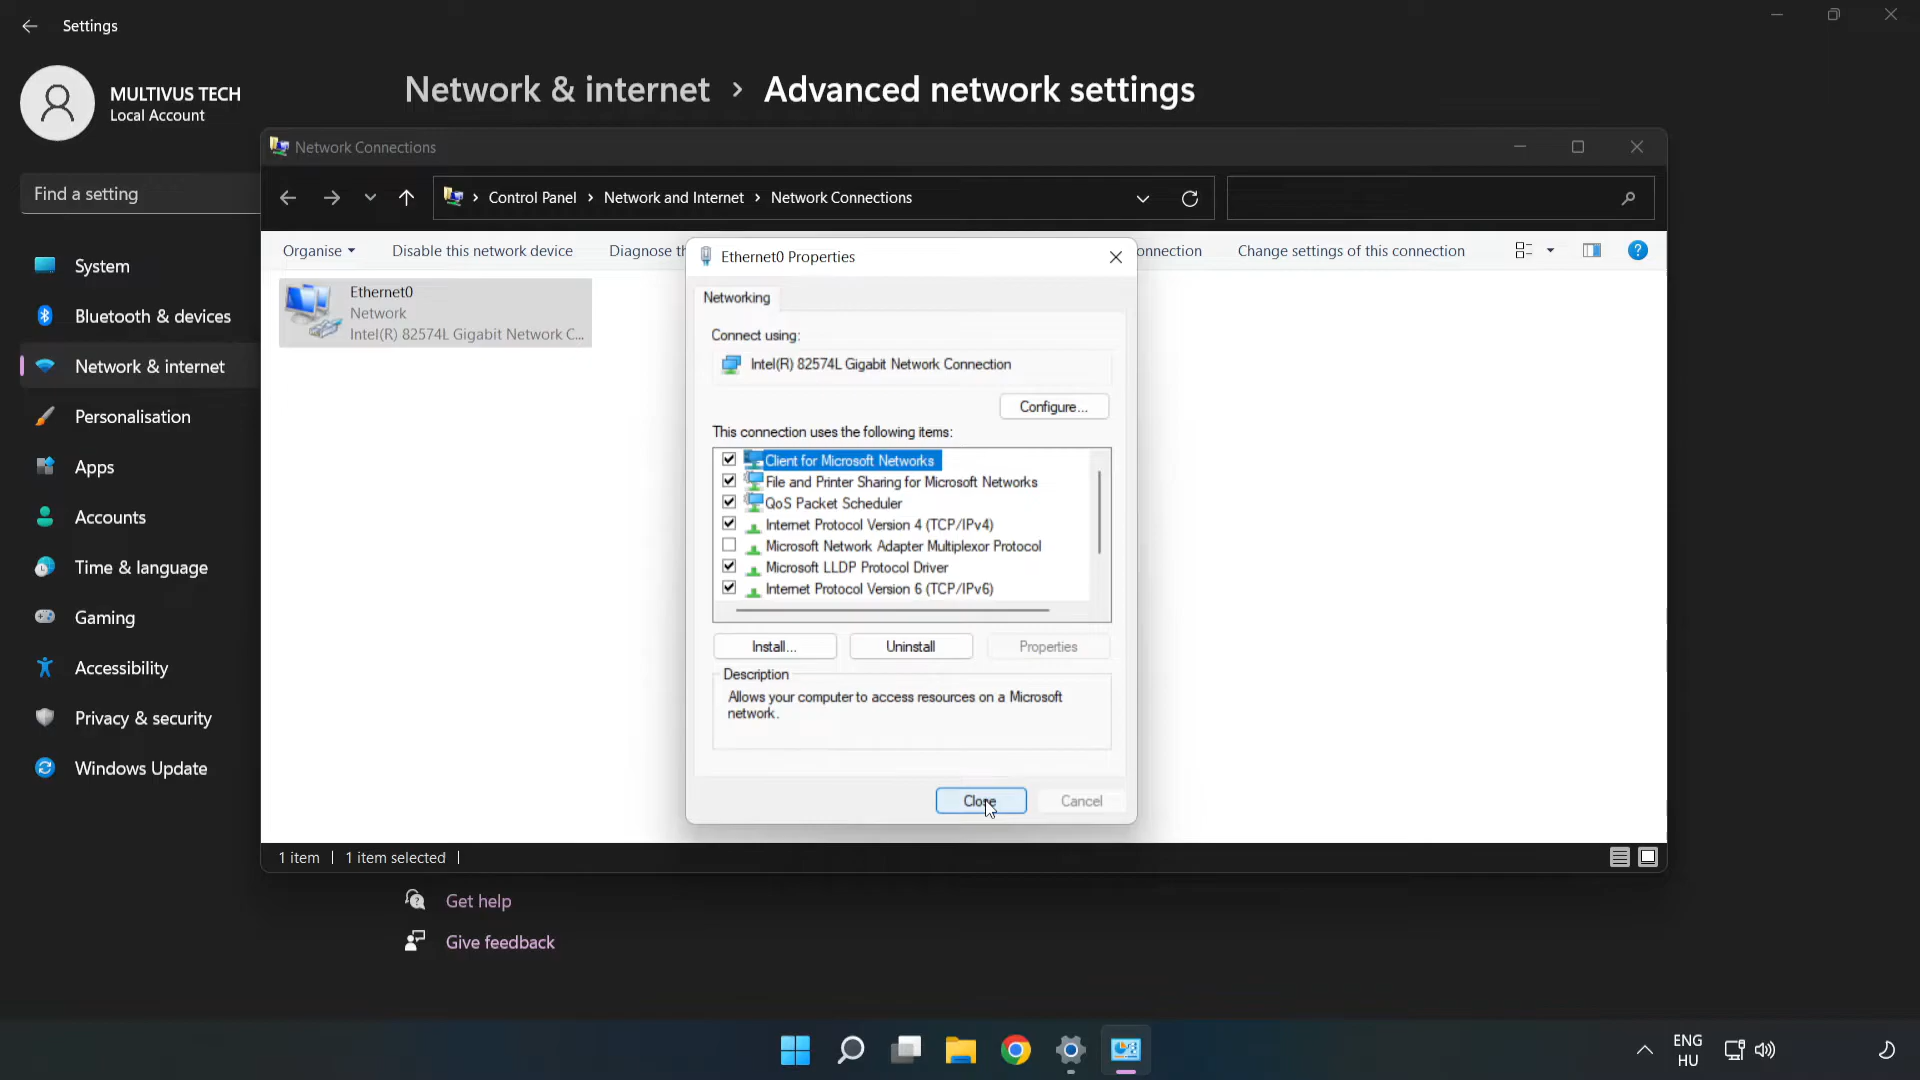 Settings
MULTIVUS TECH
Local Account
Find a setting
System
Bluetooth & devices
Network & internet
Personalisation
Apps
Accounts
Time & language
Gaming
Accessibility
Privacy & security
Windows Update
Network & internet › Advanced network settings
Network Connections
Control Panel › Network and Internet › Network Connections
Organise Disable this network device Diagnose th onnection Change settings of this connection
Ethernet0
Network
Intel(R) 82574L Gigabit Network C...
Ethernet0 Properties
Networking
Connect using:
Intel(R) 82574L Gigabit Network Connection
Configure...
This connection uses the following items:
Client for Microsoft Networks
File and Printer Sharing for Microsoft Networks
QoS Packet Scheduler
Internet Protocol Version 4 (TCP/IPv4)
Microsoft Network Adapter Multiplexor Protocol
Microsoft LLDP Protocol Driver
Internet Protocol Version 6 (TCP/IPv6)
Install... Uninstall Properties
Description
Allows your computer to access resources on a Microsoft
network.
Close Cancel
1 item 1 item selected
Get help
Give feedback
ENG
HU